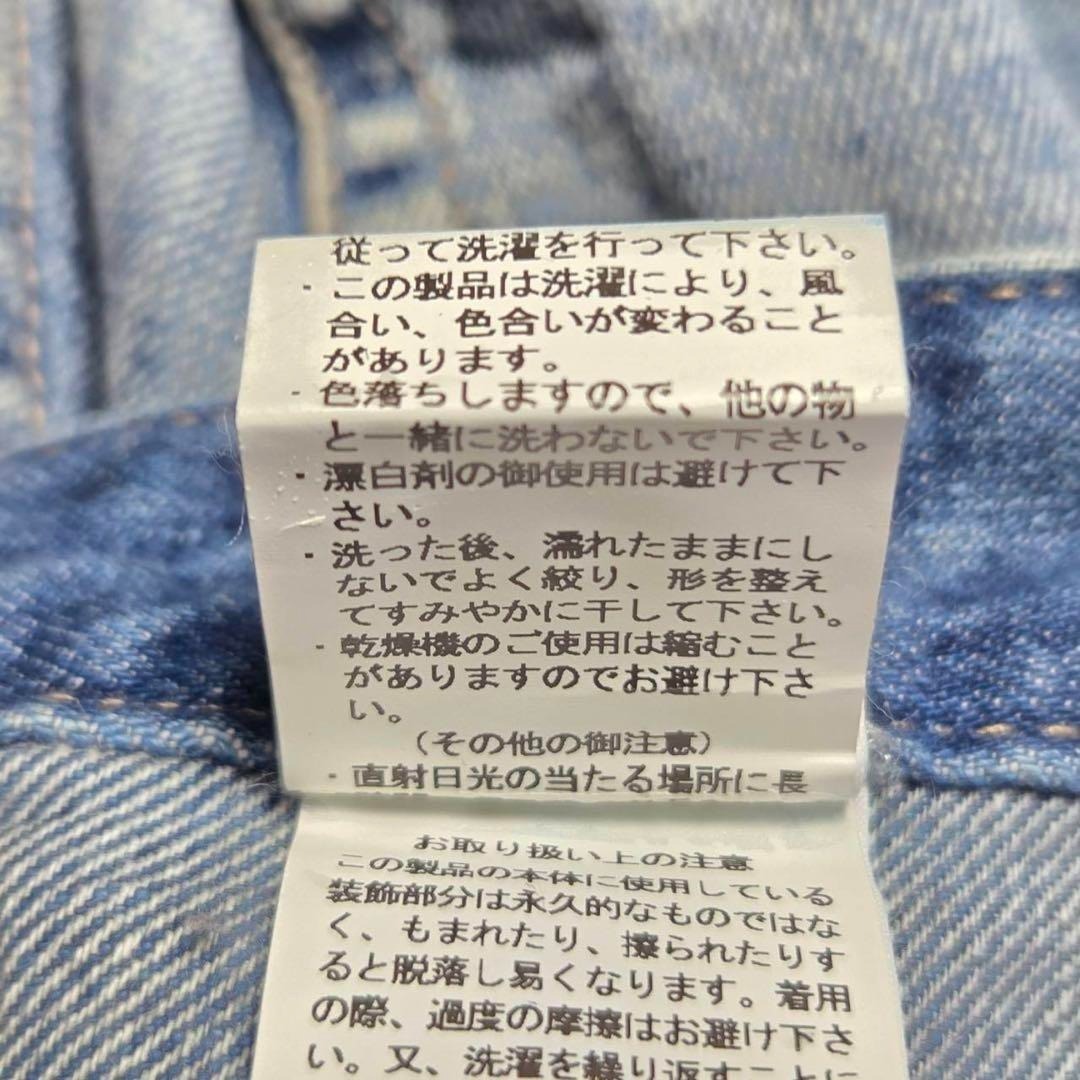 従って洗濯を行って下さい。
・この製品は洗濯により、風
合い、色合いが変わること
があります。
・色落ちしますので、他の物
と一緒に洗わないで下さい。
・漂白剤の御使用は避けて下
さい。
・洗った後、濡れたままにし
ないでよく絞り、形を整え
てすみやかに干して下さい。
・乾燥機のご使用は縮むこと
がありますのでお避け下さ
い。
（その他の御注意）
・直射日光の当たる場所に長
お取り扱い上の注意
この製品の本体に使用している
装飾部分は永久的なものではな
く、もまれたり、擦られたりす
ると脱落し易くなります。着用
の際、過度の摩擦はお避け下さ
い。又、洗濯を繰り返すことに